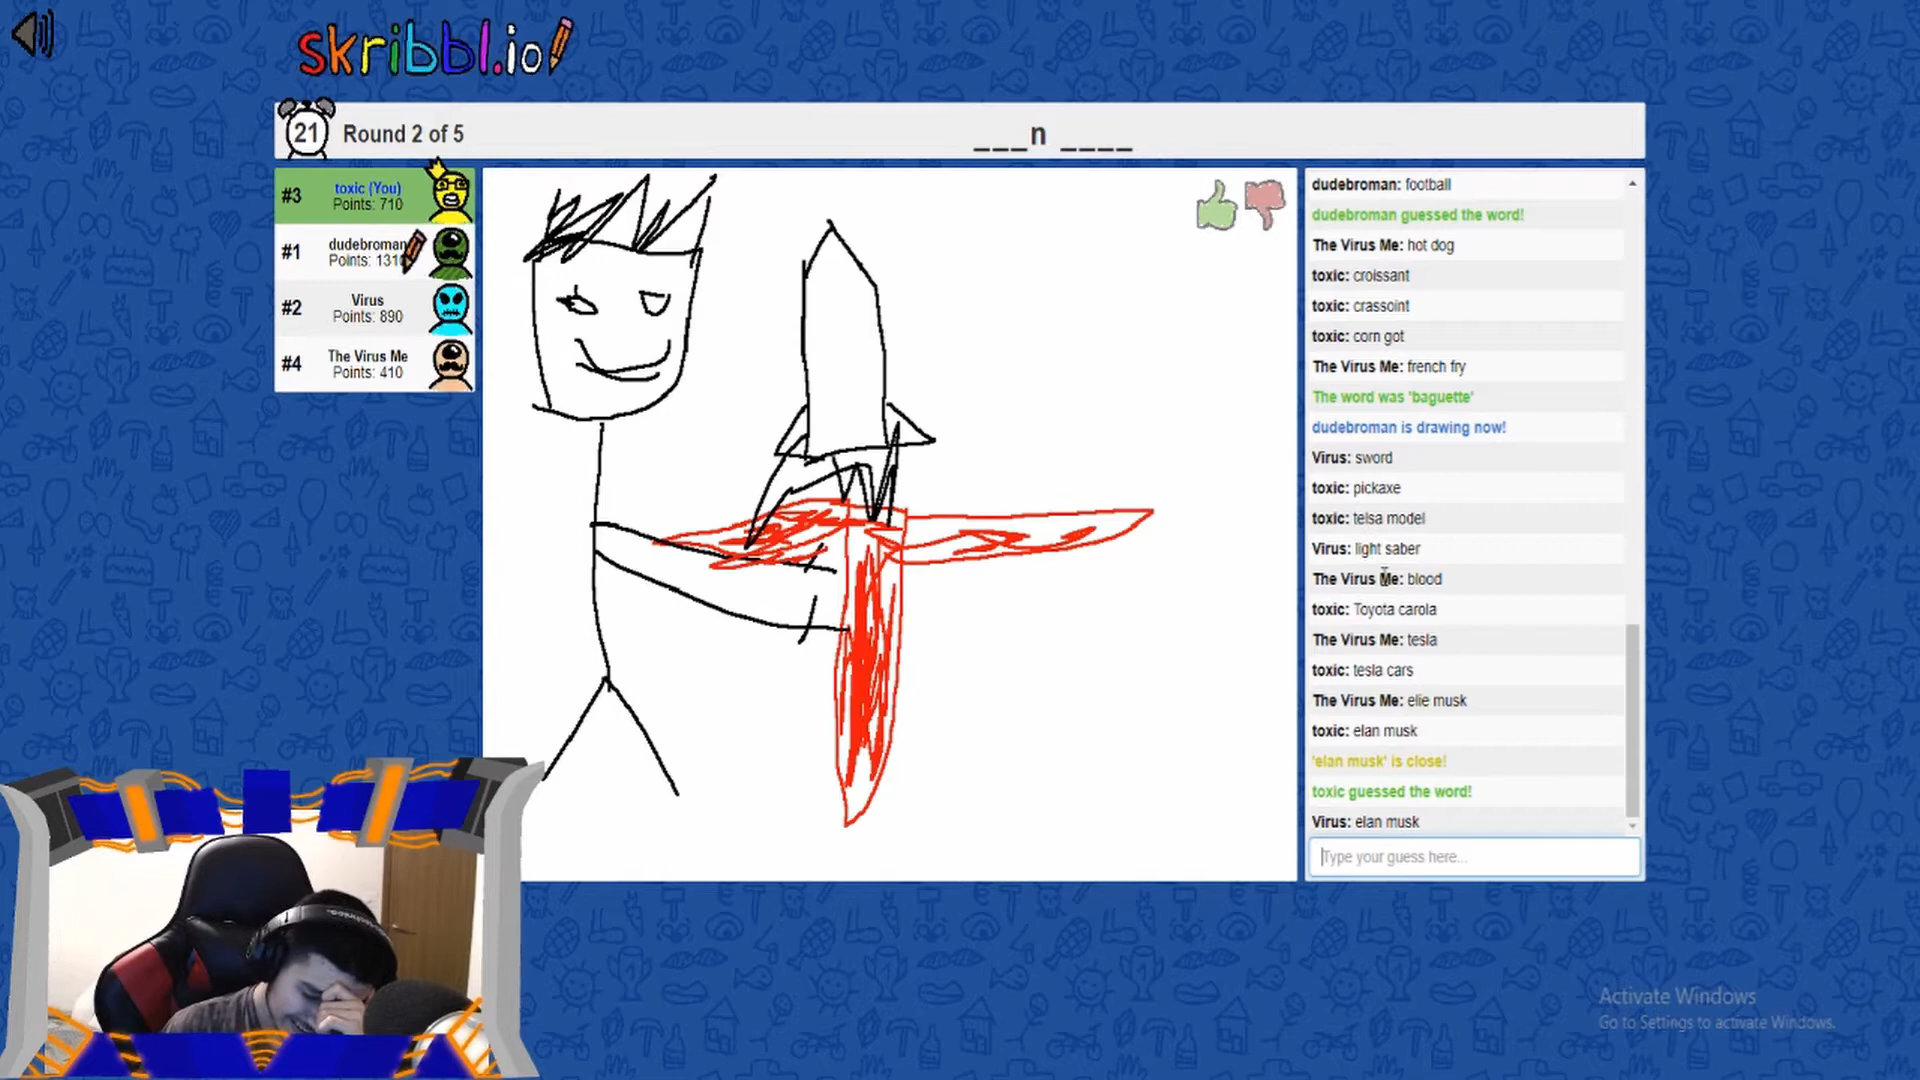 skribbl.io
21
Round 2 of 5
___n ____
#3
toxic (You)
Points: 710
#1
dudebroman
Points: 1310
#2
Virus
Points: 890
#4
The Virus Me
Points: 410
dudebroman: football
dudebroman guessed the word!
The Virus Me: hot dog
toxic: croissant
toxic: crassoint
toxic: corn got
The Virus Me: french fry
The word was 'baguette'
dudebroman is drawing now!
Virus: sword
toxic: pickaxe
toxic: telsa model
Virus: light saber
The Virus Me: blood
toxic: Toyota carola
The Virus Me: tesla
toxic: tesla cars
The Virus Me: elie musk
toxic: elan musk
'elan musk' is close!
toxic guessed the word!
Virus: elan musk
Type your guess here...
Activate Windows
Go to Settings to activate Windows.